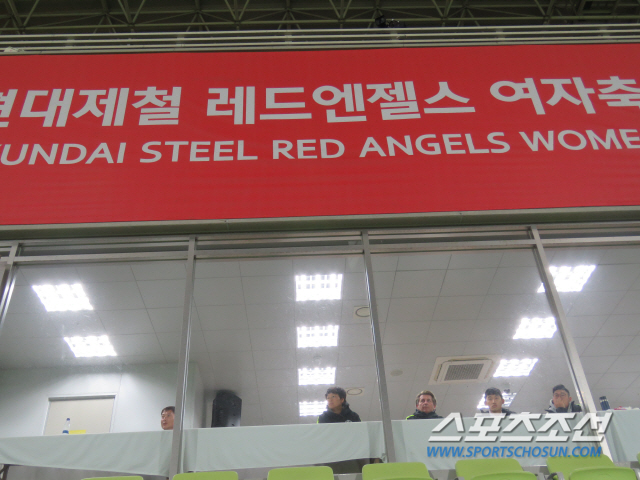 현대제철 레드엔젤스 여자축
YUNDAI STEEL RED ANGELS WOME
스포츠조선
WWW.SPORTSCHOSUN.COM